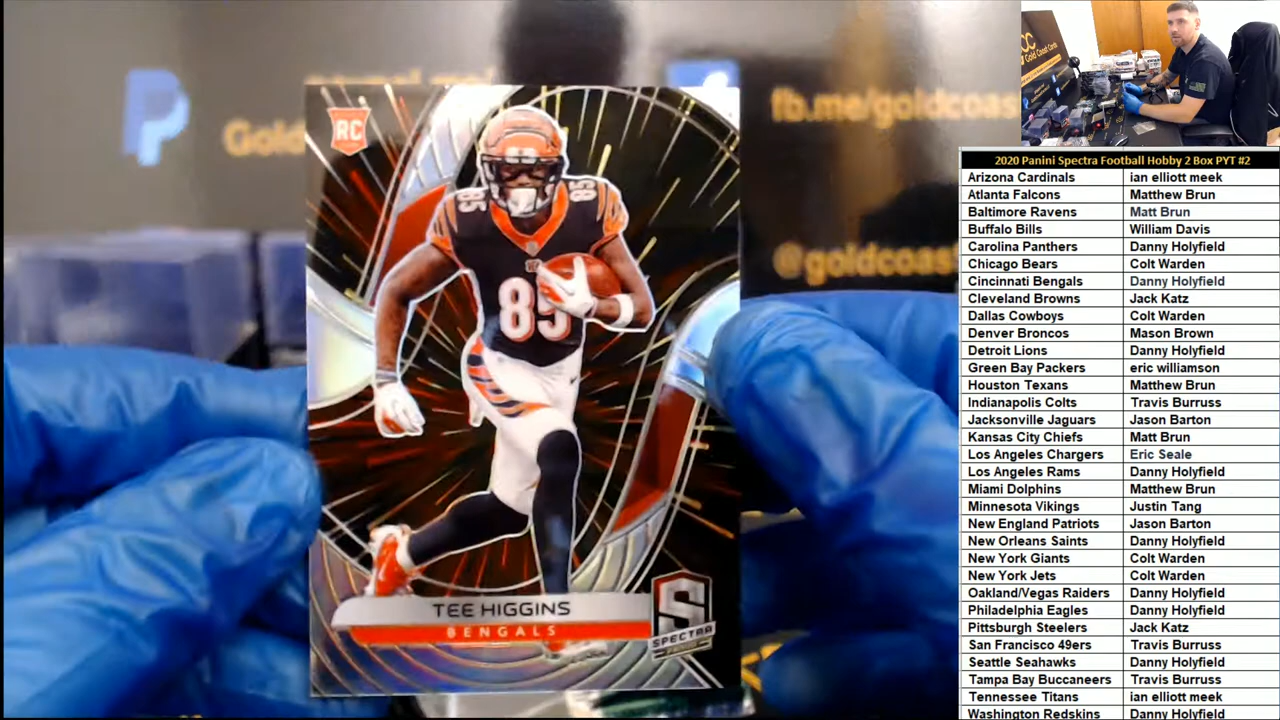 Gold
fb.me/goldcoas
@goldcoas
RC
85
85
85
TEE HIGGINS
BENGALS
S
SPECTRA
Gold Coast Cards
2020 Panini Spectra Football Hobby 2 Box PYT #2
Arizona Cardinals ian elliott meek
Atlanta Falcons Matthew Brun
Baltimore Ravens Matt Brun
Buffalo Bills William Davis
Carolina Panthers Danny Holyfield
Chicago Bears Colt Warden
Cincinnati Bengals Danny Holyfield
Cleveland Browns Jack Katz
Dallas Cowboys Colt Warden
Denver Broncos Mason Brown
Detroit Lions Danny Holyfield
Green Bay Packers eric williamson
Houston Texans Matthew Brun
Indianapolis Colts Travis Burruss
Jacksonville Jaguars Jason Barton
Kansas City Chiefs Matt Brun
Los Angeles Chargers Eric Seale
Los Angeles Rams Danny Holyfield
Miami Dolphins Matthew Brun
Minnesota Vikings Justin Tang
New England Patriots Jason Barton
New Orleans Saints Danny Holyfield
New York Giants Colt Warden
New York Jets Colt Warden
Oakland/Vegas Raiders Danny Holyfield
Philadelphia Eagles Danny Holyfield
Pittsburgh Steelers Jack Katz
San Francisco 49ers Travis Burruss
Seattle Seahawks Danny Holyfield
Tampa Bay Buccaneers Travis Burruss
Tennessee Titans ian elliott meek
Washington Redskins Danny Holyfield